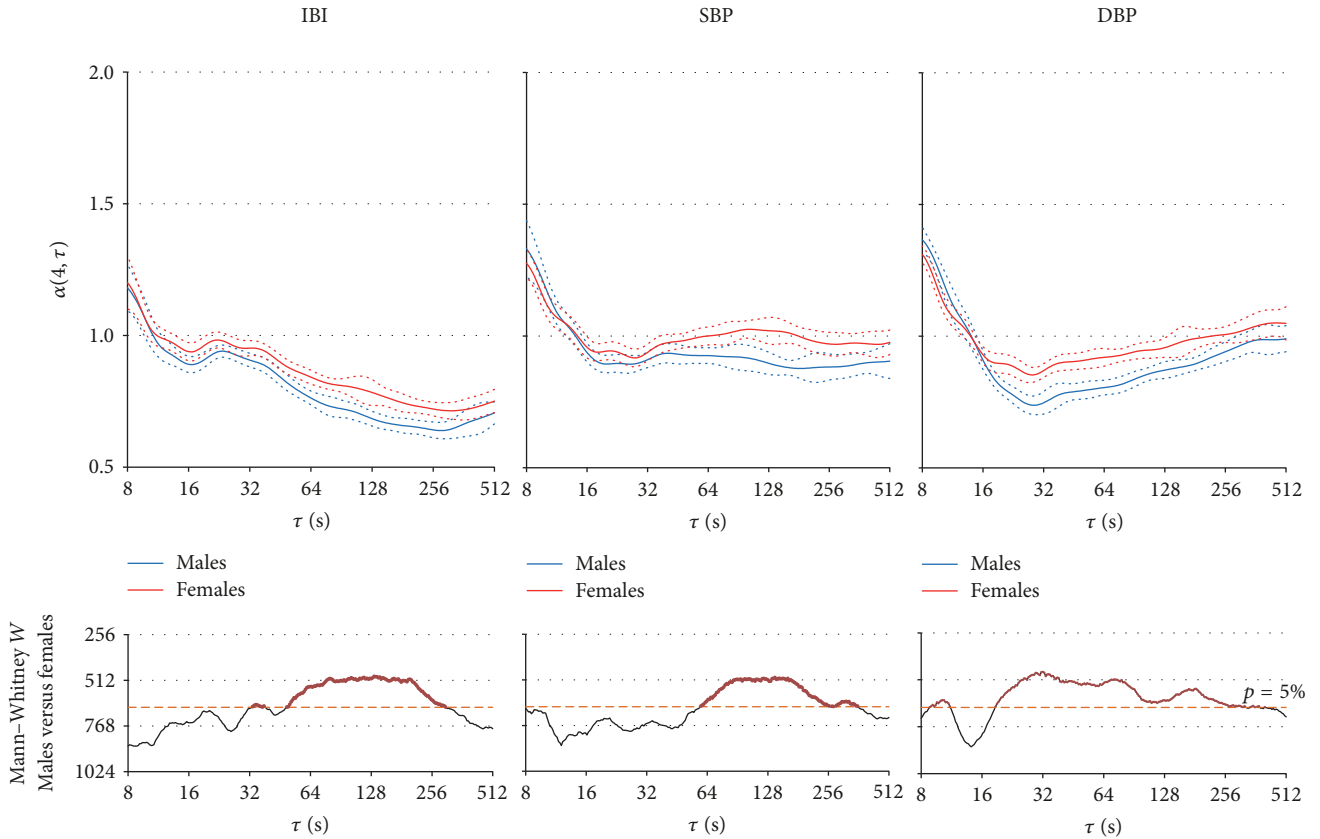 IBI SBP DBP
2.0
1.5
1.0
0.5
α(4, τ)
8 16 32 64 128 256 512
8 16 32 64 128 256 512
8 16 32 64 128 256 512
τ (s) τ (s) τ (s)
Males Males Males
Females Females Females
Mann–Whitney W
Males versus females
256
512
768
1024
p = 5%
8 16 32 64 128 256 512
8 16 32 64 128 256 512
8 16 32 64 128 256 512
τ (s) τ (s) τ (s)